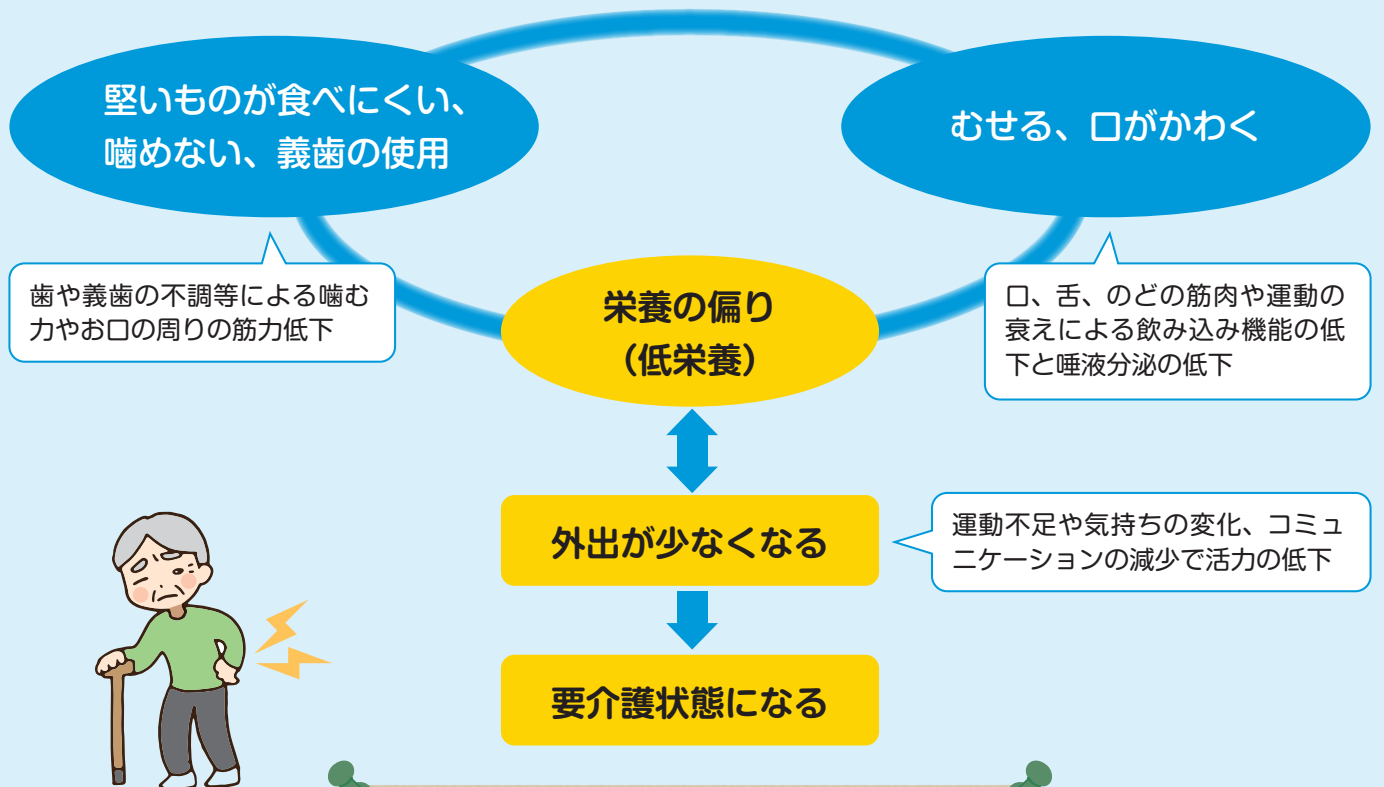 堅いものが食べにくい、
噛めない、義歯の使用
むせる、口がかわく
歯や義歯の不調等による噛む
力やお口の周りの筋力低下
栄養の偏り
（低栄養）
口、舌、のどの筋肉や運動の
衰えによる飲み込み機能の低
下と唾液分泌の低下
外出が少なくなる
運動不足や気持ちの変化、コミュ
ニケーションの減少で活力の低下
要介護状態になる